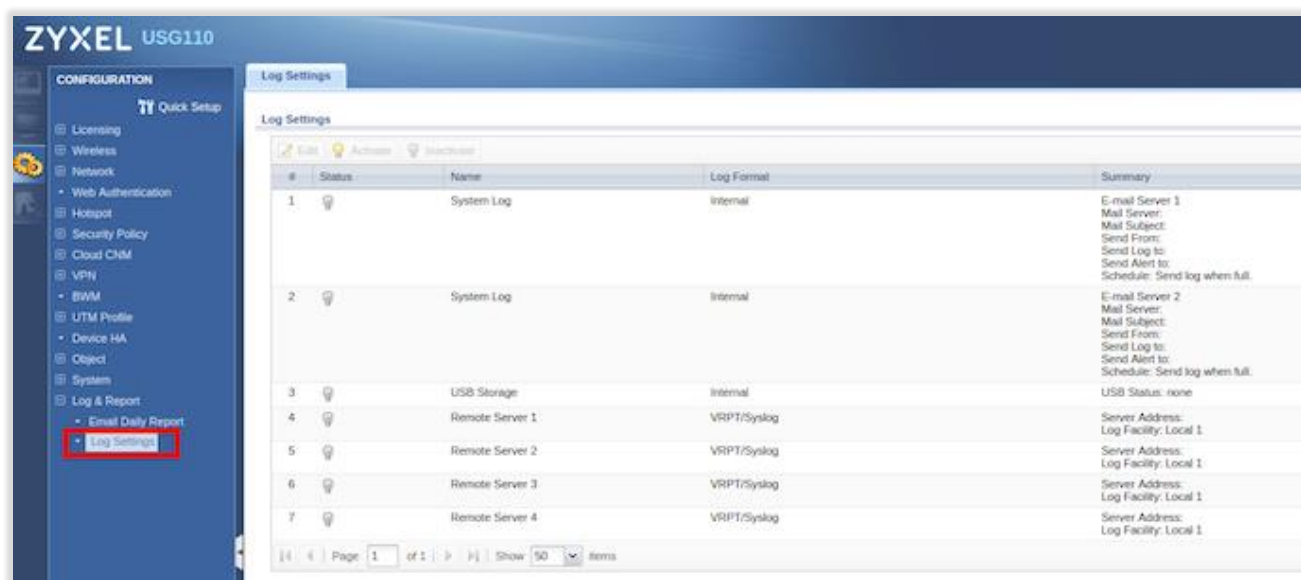 ZYXEL USG110
CONFIGURATION
Quick Setup
Licensing
Wireless
Network
Web Authentication
Hotspot
Security Policy
Cloud CNM
VPN
BWM
UTM Profile
Device HA
Object
System
Log & Report
Email Daily Report
Log Settings
Log Settings
Log Settings
Edit Activate Inactivate
# Status Name Log Format Summary
1 System Log Internal E-mail Server 1
Mail Server:
Mail Subject:
Send From:
Send Log to:
Send Alert to:
Schedule: Send log when full.
2 System Log Internal E-mail Server 2
Mail Server:
Mail Subject:
Send From:
Send Log to:
Send Alert to:
Schedule: Send log when full.
3 USB Storage Internal USB Status: none
4 Remote Server 1 VRPT/Syslog Server Address:
Log Facility: Local 1
5 Remote Server 2 VRPT/Syslog Server Address:
Log Facility: Local 1
6 Remote Server 3 VRPT/Syslog Server Address:
Log Facility: Local 1
7 Remote Server 4 VRPT/Syslog Server Address:
Log Facility: Local 1
Page 1 of 1 Show 50 items